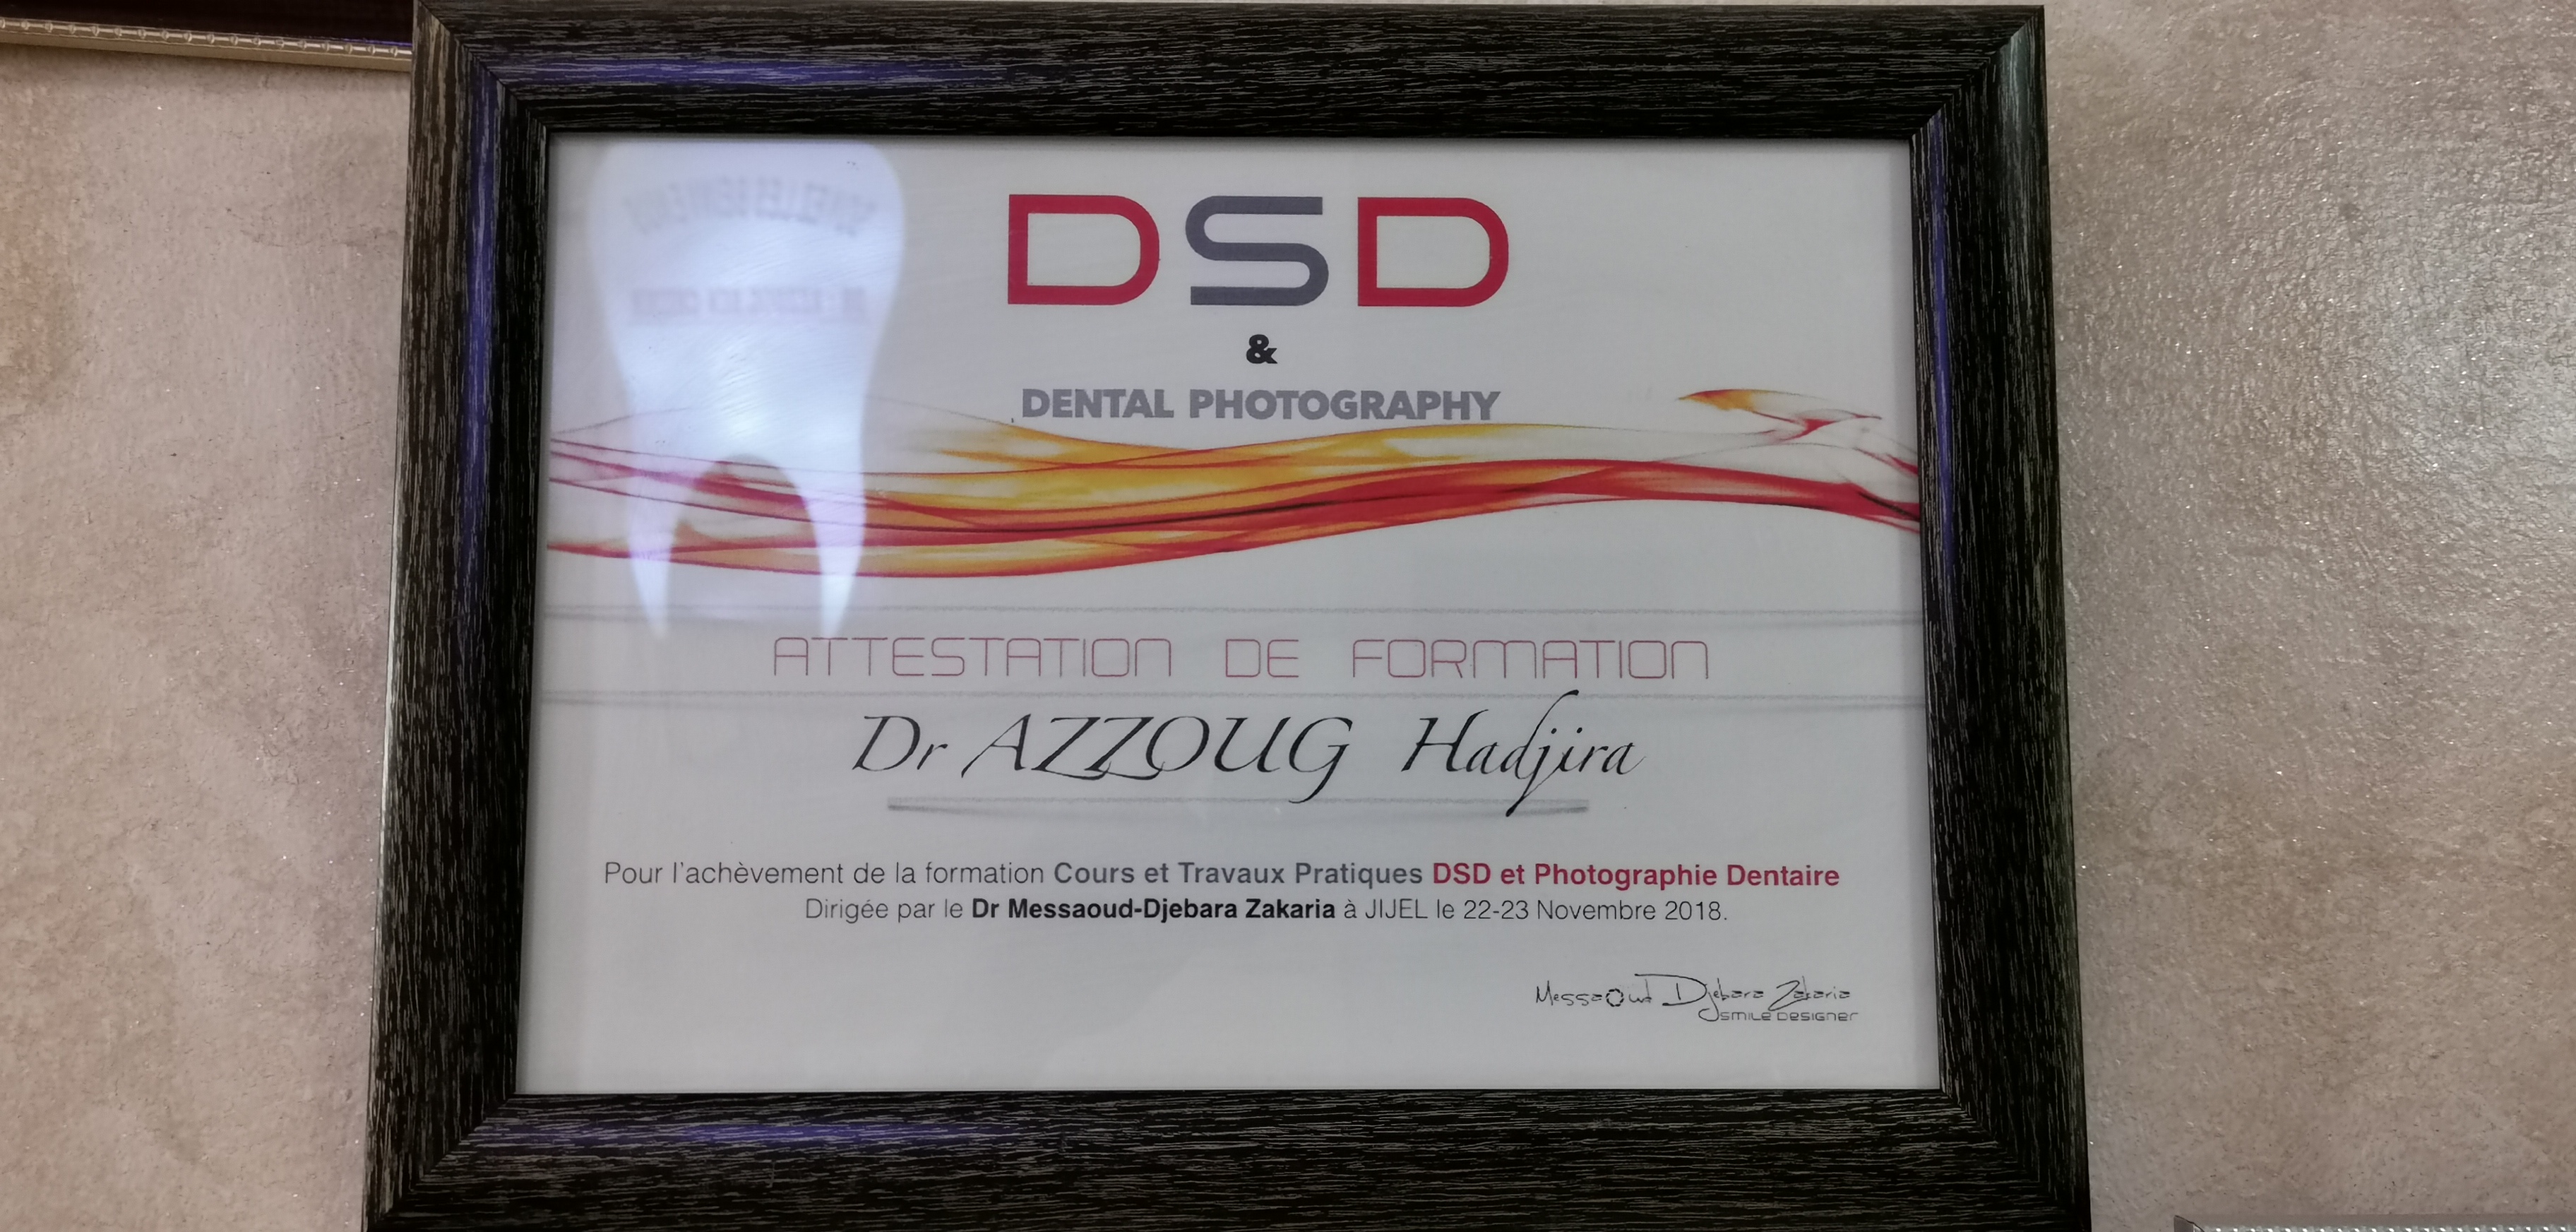 DSD
&
DENTAL PHOTOGRAPHY
ATTESTATION DE FORMATION
Dr AZZOUG Hadjira
Pour l'achèvement de la formation Cours et Travaux Pratiques DSD et Photographie Dentaire
Dirigée par le Dr Messaoud-Djebara Zakaria à JIJEL le 22-23 Novembre 2018.
Messaoud Djebara Zakaria
SMILE DESIGNER